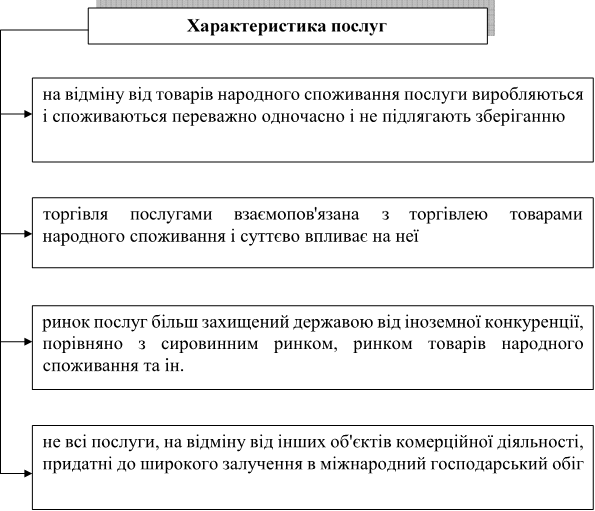 Характеристика послуг
на відміну від товарів народного споживання послуги виробляються
і споживаються переважно одночасно і не підлягають зберіганню
торгівля послугами взаємопов'язана з торгівлею товарами
народного споживання і суттєво впливає на неї
ринок послуг більш захищений державою від іноземної конкуренції,
порівняно з сировинним ринком, ринком товарів народного
споживання та ін.
не всі послуги, на відміну від інших об'єктів комерційної діяльності,
придатні до широкого залучення в міжнародний господарський обіг